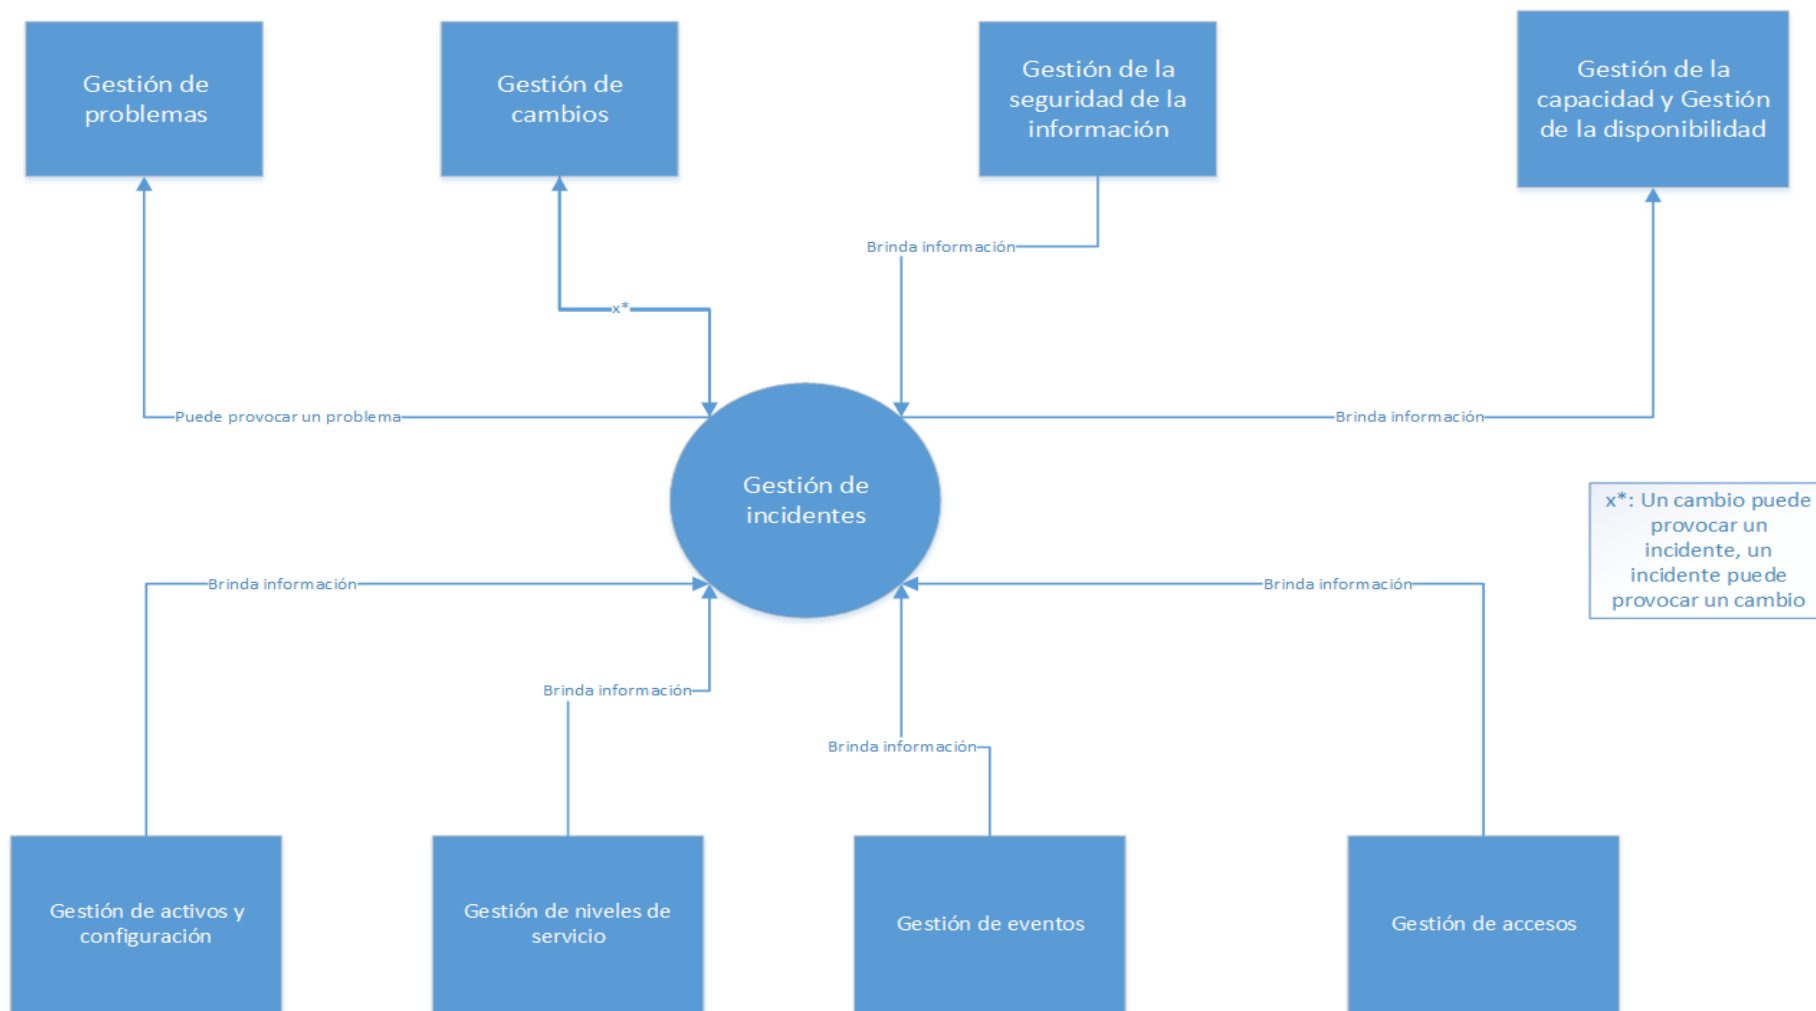 Gestión de
problemas
Gestión de
cambios
Gestión de la
seguridad de la
información
Gestión de la
capacidad y Gestión
de la disponibilidad
Brinda información
x*
Puede provocar un problema
Brinda información
Gestión de
incidentes
x*: Un cambio puede
provocar un
incidente, un
incidente puede
provocar un cambio
Brinda información
Brinda información
Brinda información
Brinda información
Gestión de activos y
configuración
Gestión de niveles de
servicio
Gestión de eventos
Gestión de accesos